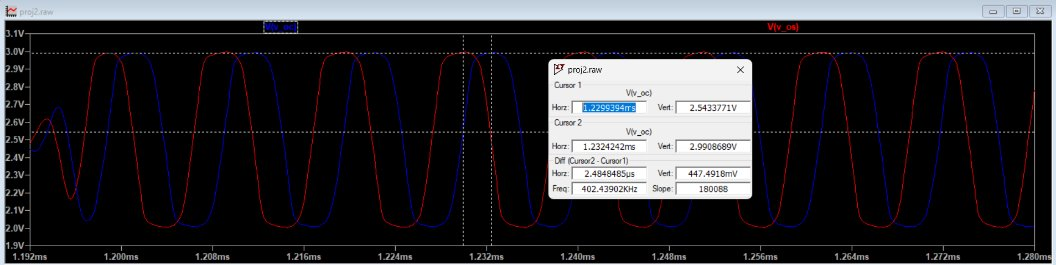 proj2.raw
V(v_oc) V(v_os)
3.1V
3.0V
2.9V
2.8V
2.7V
2.6V
2.5V
2.4V
2.3V
2.2V
2.1V
2.0V
1.9V
1.192ms 1.200ms 1.208ms 1.216ms 1.224ms 1.232ms 1.240ms 1.248ms 1.256ms 1.264ms 1.272ms 1.280ms
proj2.raw
Cursor 1
V(v_oc)
Horz: 1.2299394ms Vert: 2.5433771V
Cursor 2
V(v_oc)
Horz: 1.2324242ms Vert: 2.9908689V
Diff (Cursor2 - Cursor1)
Horz: 2.4848485µs Vert: 447.4918mV
Freq: 402.43902KHz Slope: 180088